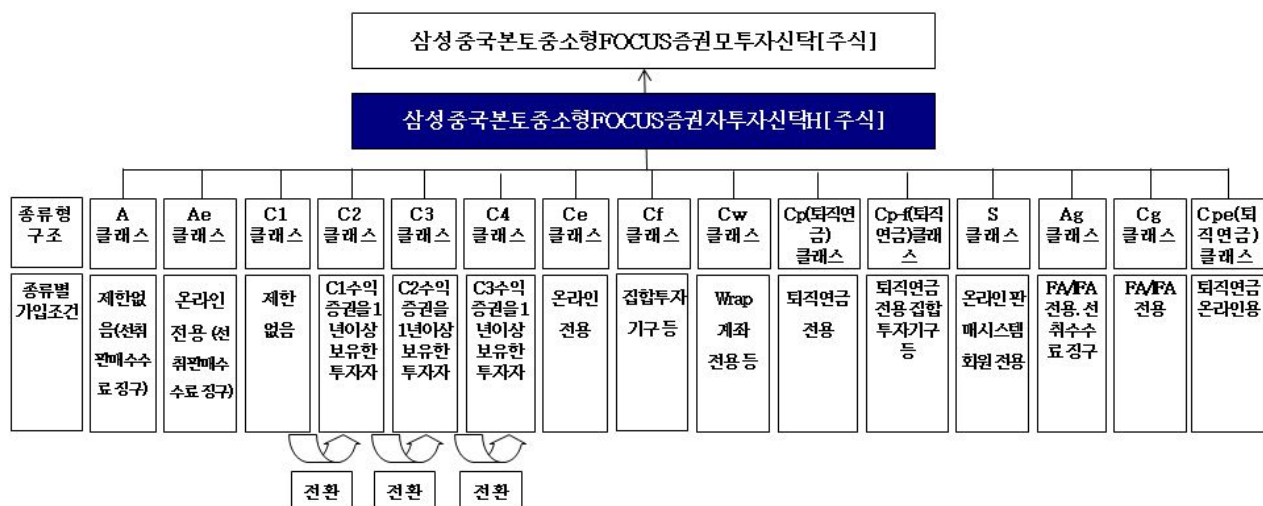 삼성중국본토중소형FOCUS증권모투자신탁[주식]
삼성중국본토중소형FOCUS증권자투자신탁H[주식]
종류형
구조
A
클래스
Ae
클래스
C1
클래스
C2
클래스
C3
클래스
C4
클래스
Ce
클래스
Cf
클래스
Cw
클래스
Cp(퇴직연
금)
클래스
Cp-f(퇴직
연금)클래
스
S
클래스
Ag
클래스
Cg
클래스
Cpe(퇴
직연금)
클래스
종류별
가입조건
제한없
음(선취
판매수수
료징구)
온라인
전용 (선
취판매수
수료징구)
제한
없음
C1수익
증권을1
년이상
보유한
투자자
C2수익
증권을
1년이상
보유한
투자자
C3수익
증권을1
년이상
보유한
투자자
온라인
전용
집합투자
기구 등
Wrap
계좌
전용 등
퇴직연금
전용
퇴직연금
전용 집합
투자기구
등
온라인 판
매시스템
회원 전용
FA/IFA
전용. 선
취수수
료 징구
FA/IFA
전용
퇴직연금
온라인용
전환
전환
전환